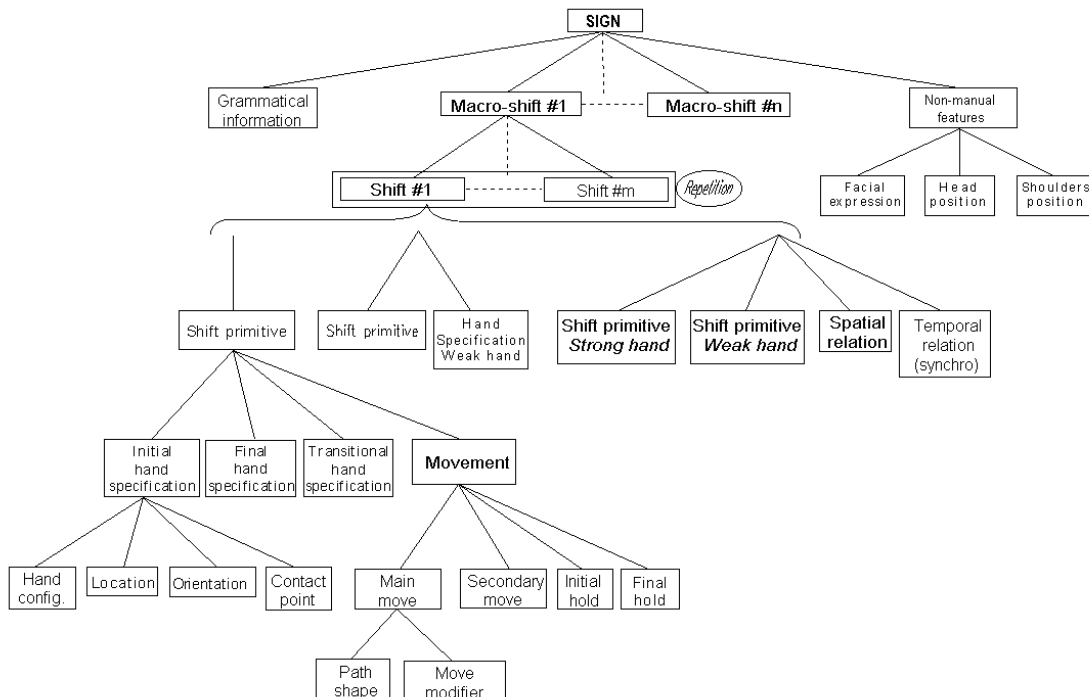 SIGN
Grammatical
information
Macro-shift #1
Macro-shift #n
Non-manual
features
Shift #1
Shift #m
Repetition
Facial
expression
Head
position
Shoulders
position
Shift primitive
Shift primitive
Hand
Specification
Weak hand
Shift primitive
Strong hand
Shift primitive
Weak hand
Spatial
relation
Temporal
relation
(synchro)
Initial
hand
specification
Final
hand
specification
Transitional
hand
specification
Movement
Hand
config.
Location
Orientation
Contact
point
Main
move
Secondary
move
Initial
hold
Final
hold
Path
shape
Move
modifier